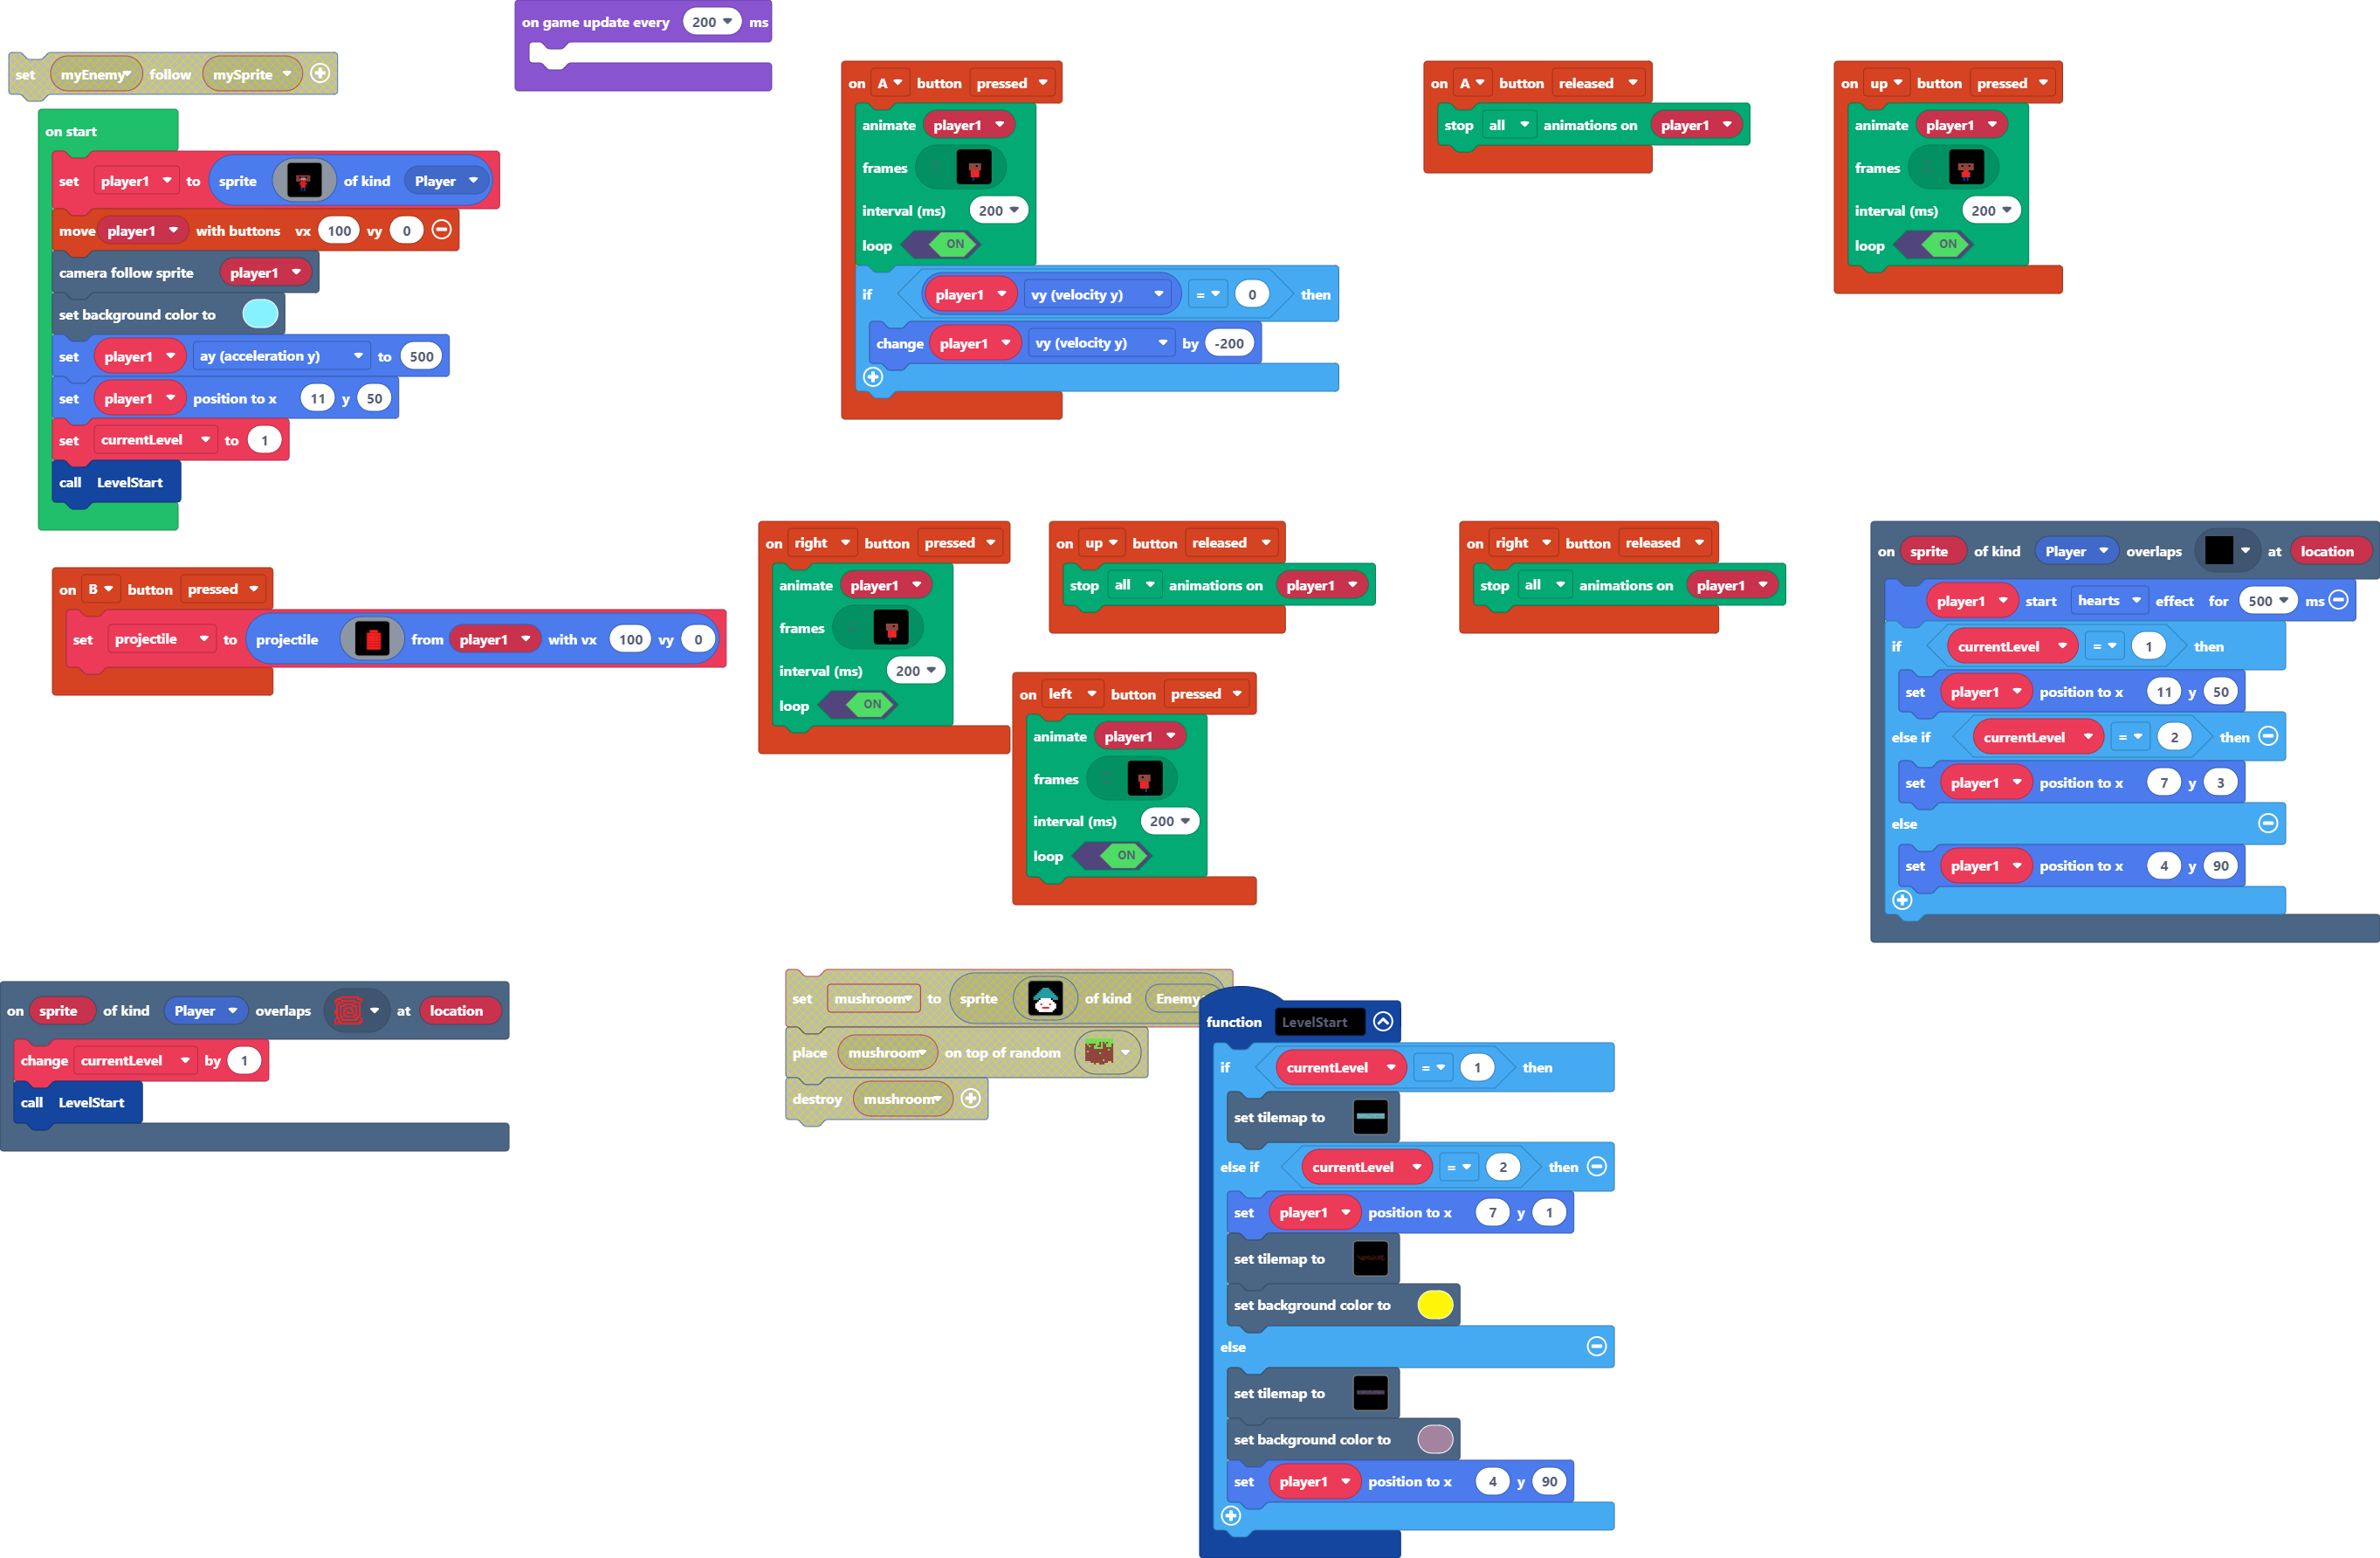 on game update every 200 ms
set myEnemy follow mySprite
on start
set player1 to sprite of kind Player
move player1 with buttons vx 100 vy 0
camera follow sprite player1
set background color to
set player1 ay (acceleration y) to 500
set player1 position to x 11 y 50
set currentLevel to 1
call LevelStart
on A button pressed
animate player1
frames
interval (ms) 200
loop ON
if player1 vy (velocity y) = 0 then
change player1 vy (velocity y) by -200
on A button released
stop all animations on player1
on up button pressed
animate player1
frames
interval (ms) 200
loop ON
on B button pressed
set projectile to projectile from player1 with vx 100 vy 0
on right button pressed
animate player1
frames
interval (ms) 200
loop ON
on up button released
stop all animations on player1
on left button pressed
animate player1
frames
interval (ms) 200
loop ON
on right button released
stop all animations on player1
on sprite of kind Player overlaps at location
player1 start hearts effect for 500 ms
if currentLevel = 1 then
set player1 position to x 11 y 50
else if currentLevel = 2 then
set player1 position to x 7 y 3
else
set player1 position to x 4 y 90
on sprite of kind Player overlaps at location
change currentLevel by 1
call LevelStart
set mushroom to sprite of kind Enemy
place mushroom on top of random
destroy mushroom
function LevelStart
if currentLevel = 1 then
set tilemap to
else if currentLevel = 2 then
set player1 position to x 7 y 1
set tilemap to
set background color to
else
set tilemap to
set background color to
set player1 position to x 4 y 90